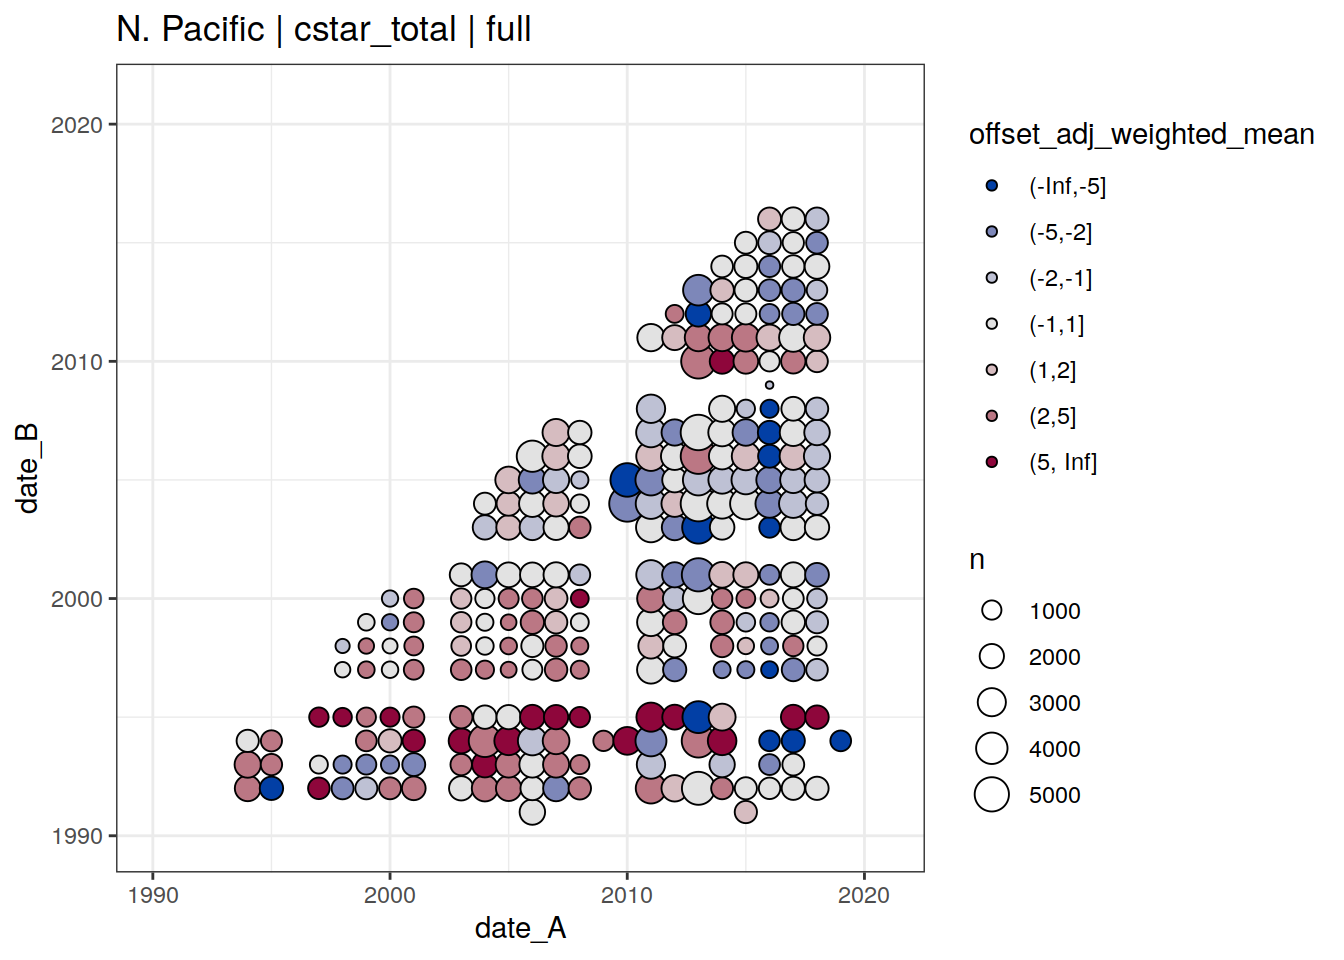 N. Pacific | cstar_total | full
date_B
2020
2010
2000
1990
1990 2000 2010 2020
date_A
offset_adj_weighted_mean
(-Inf,-5]
(-5,-2]
(-2,-1]
(-1,1]
(1,2]
(2,5]
(5, Inf]
n
1000
2000
3000
4000
5000